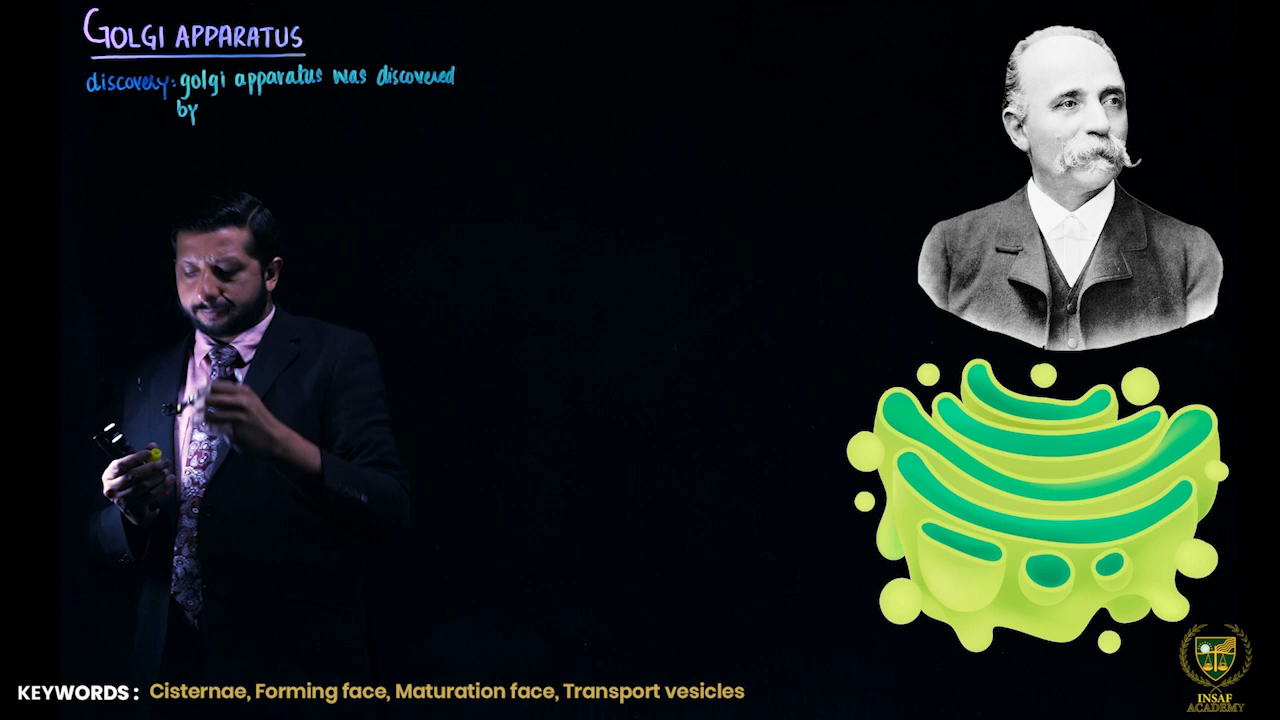 GOLGI APPARATUS
discovery: golgi apparatus was discovered
by
KEYWORDS : Cisternae, Forming face, Maturation face, Transport vesicles
INSAF
ACADEMY